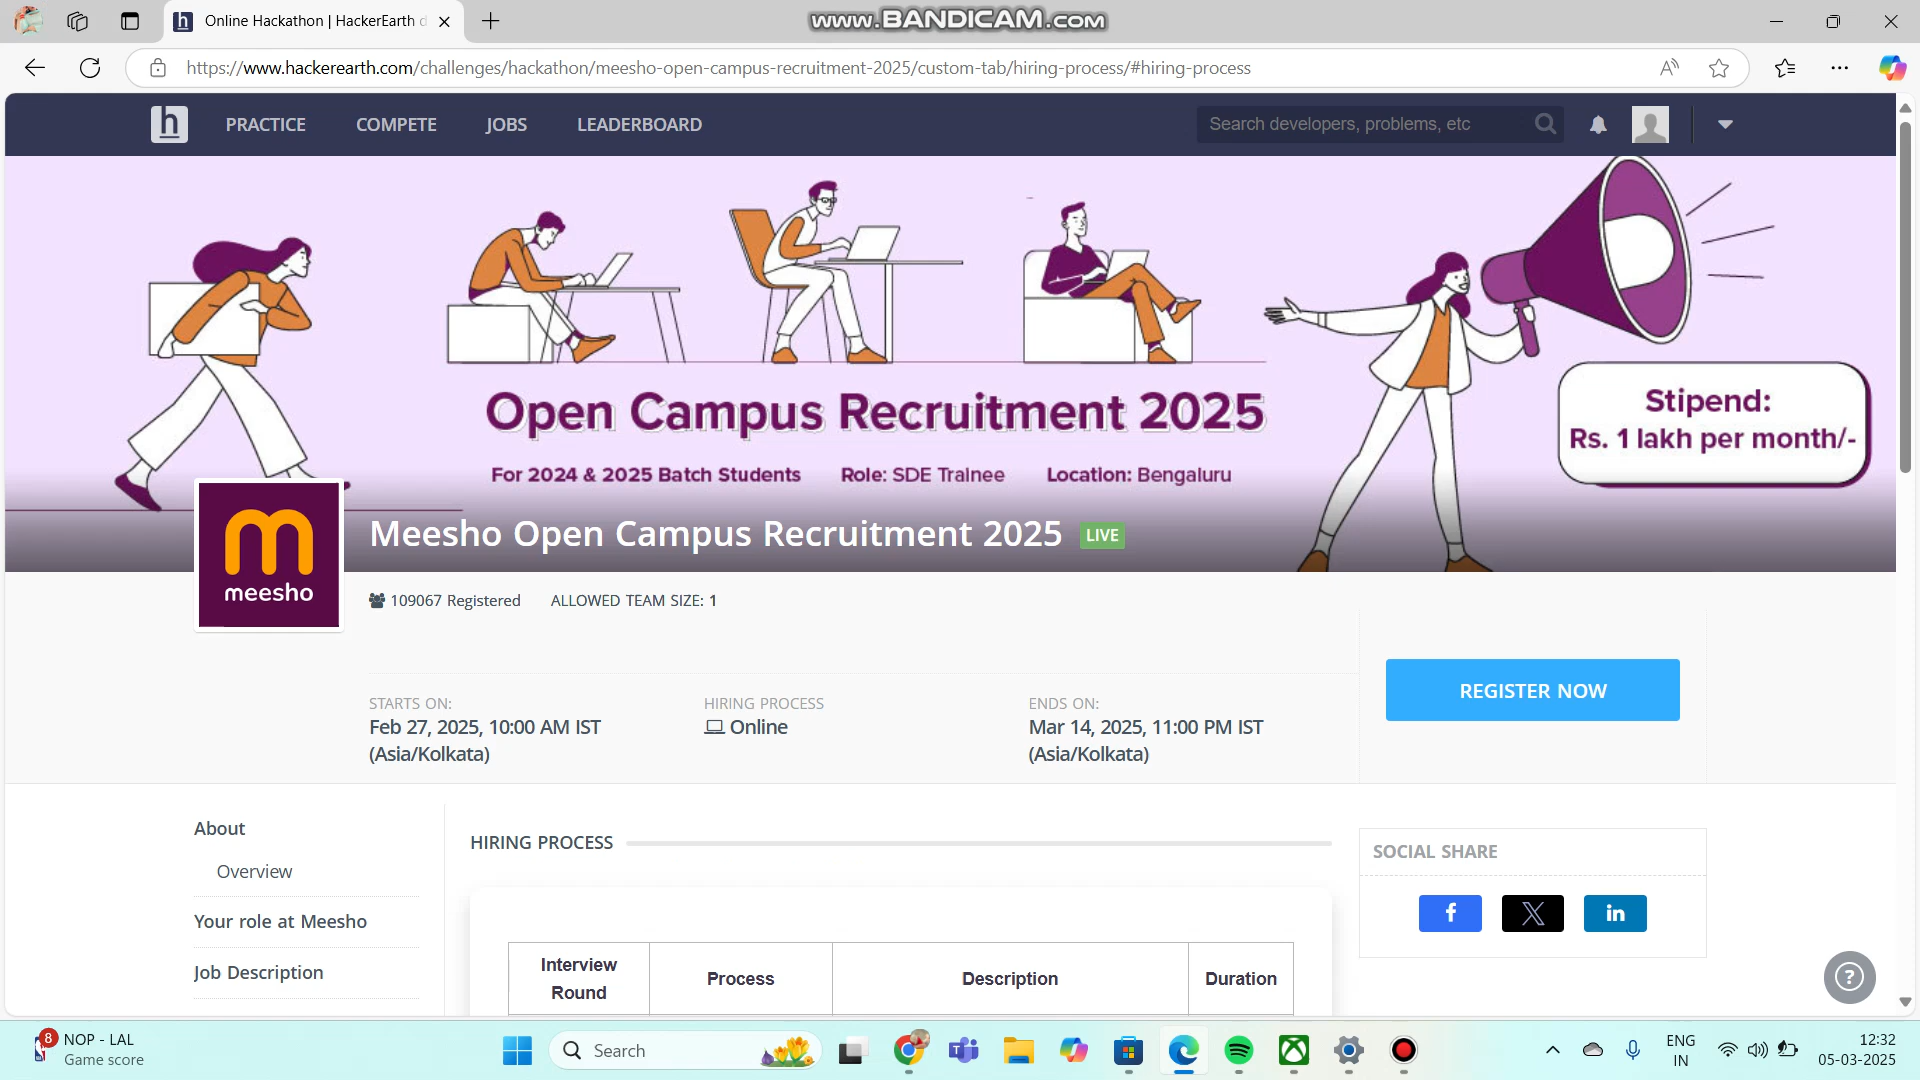 Online Hackathon | HackerEarth d
www.BANDICAM.com
https://www.hackerearth.com/challenges/hackathon/meesho-open-campus-recruitment-2025/custom-tab/hiring-process/#hiring-process
h
PRACTICE
COMPETE
JOBS
LEADERBOARD
Search developers, problems, etc
Open Campus Recruitment 2025
Stipend:
Rs. 1 lakh per month/-
For 2024 & 2025 Batch Students
Role: SDE Trainee
Location: Bengaluru
meesho
Meesho Open Campus Recruitment 2025
LIVE
109067 Registered
ALLOWED TEAM SIZE: 1
STARTS ON:
Feb 27, 2025, 10:00 AM IST
(Asia/Kolkata)
HIRING PROCESS
Online
ENDS ON:
Mar 14, 2025, 11:00 PM IST
(Asia/Kolkata)
REGISTER NOW
About
Overview
Your role at Meesho
Job Description
HIRING PROCESS
Interview
Round
Process
Description
Duration
SOCIAL SHARE
f
X
in
?
8
NOP - LAL
Game score
Search
ENG
IN
12:32
05-03-2025